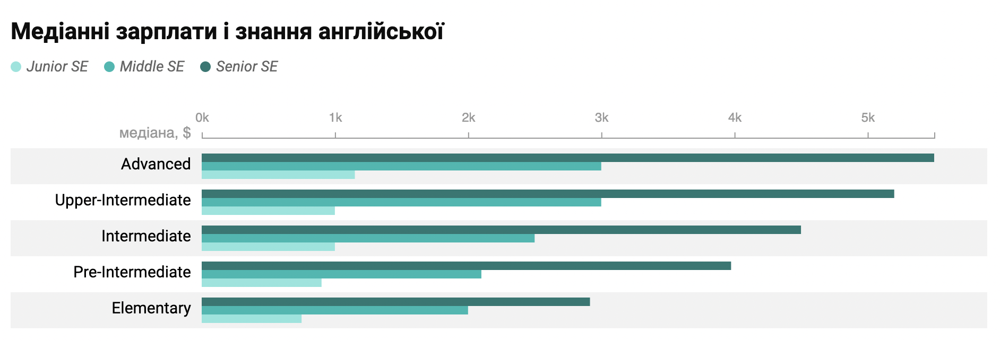 Медіанні зарплати і знання англійської
Junior SE Middle SE Senior SE
0k 1k 2k 3k 4k 5k
медіана, $
Advanced
Upper-Intermediate
Intermediate
Pre-Intermediate
Elementary